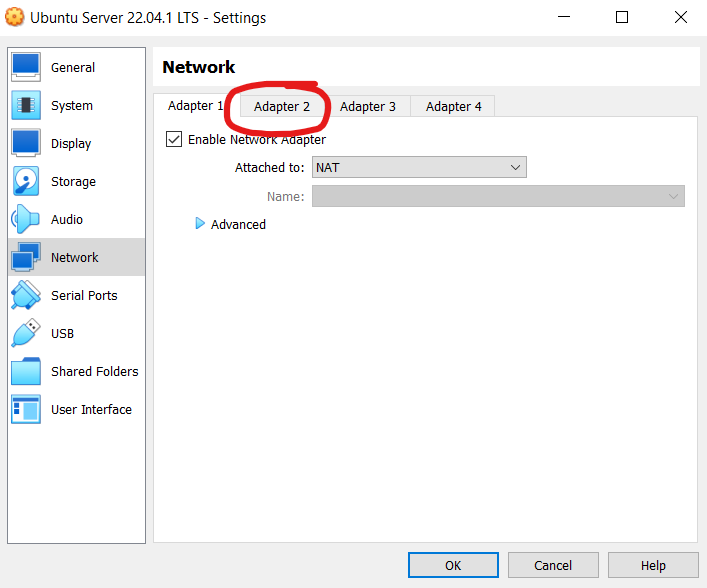 Ubuntu Server 22.04.1 LTS - Settings
General
System
Display
Storage
Audio
Network
Serial Ports
USB
Shared Folders
User Interface
Network
Adapter 1 Adapter 2 Adapter 3 Adapter 4
Enable Network Adapter
Attached to: NAT
Name:
Advanced
OK Cancel Help